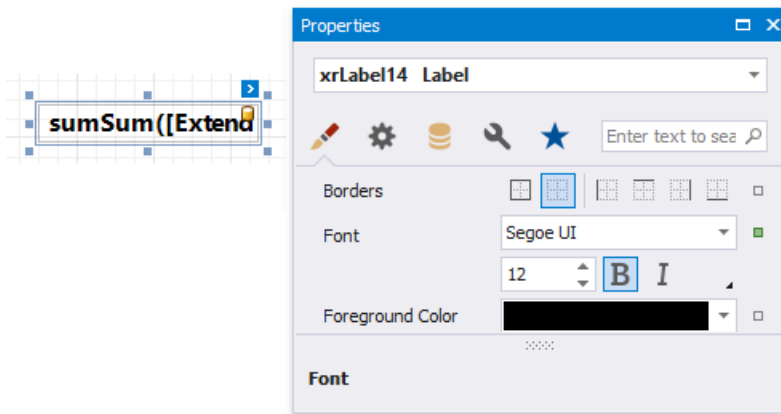 Properties
xrLabel14 Label
sumSum([Extend
Enter text to sea
Borders
Font
Segoe UI
12
B I
Foreground Color
Font